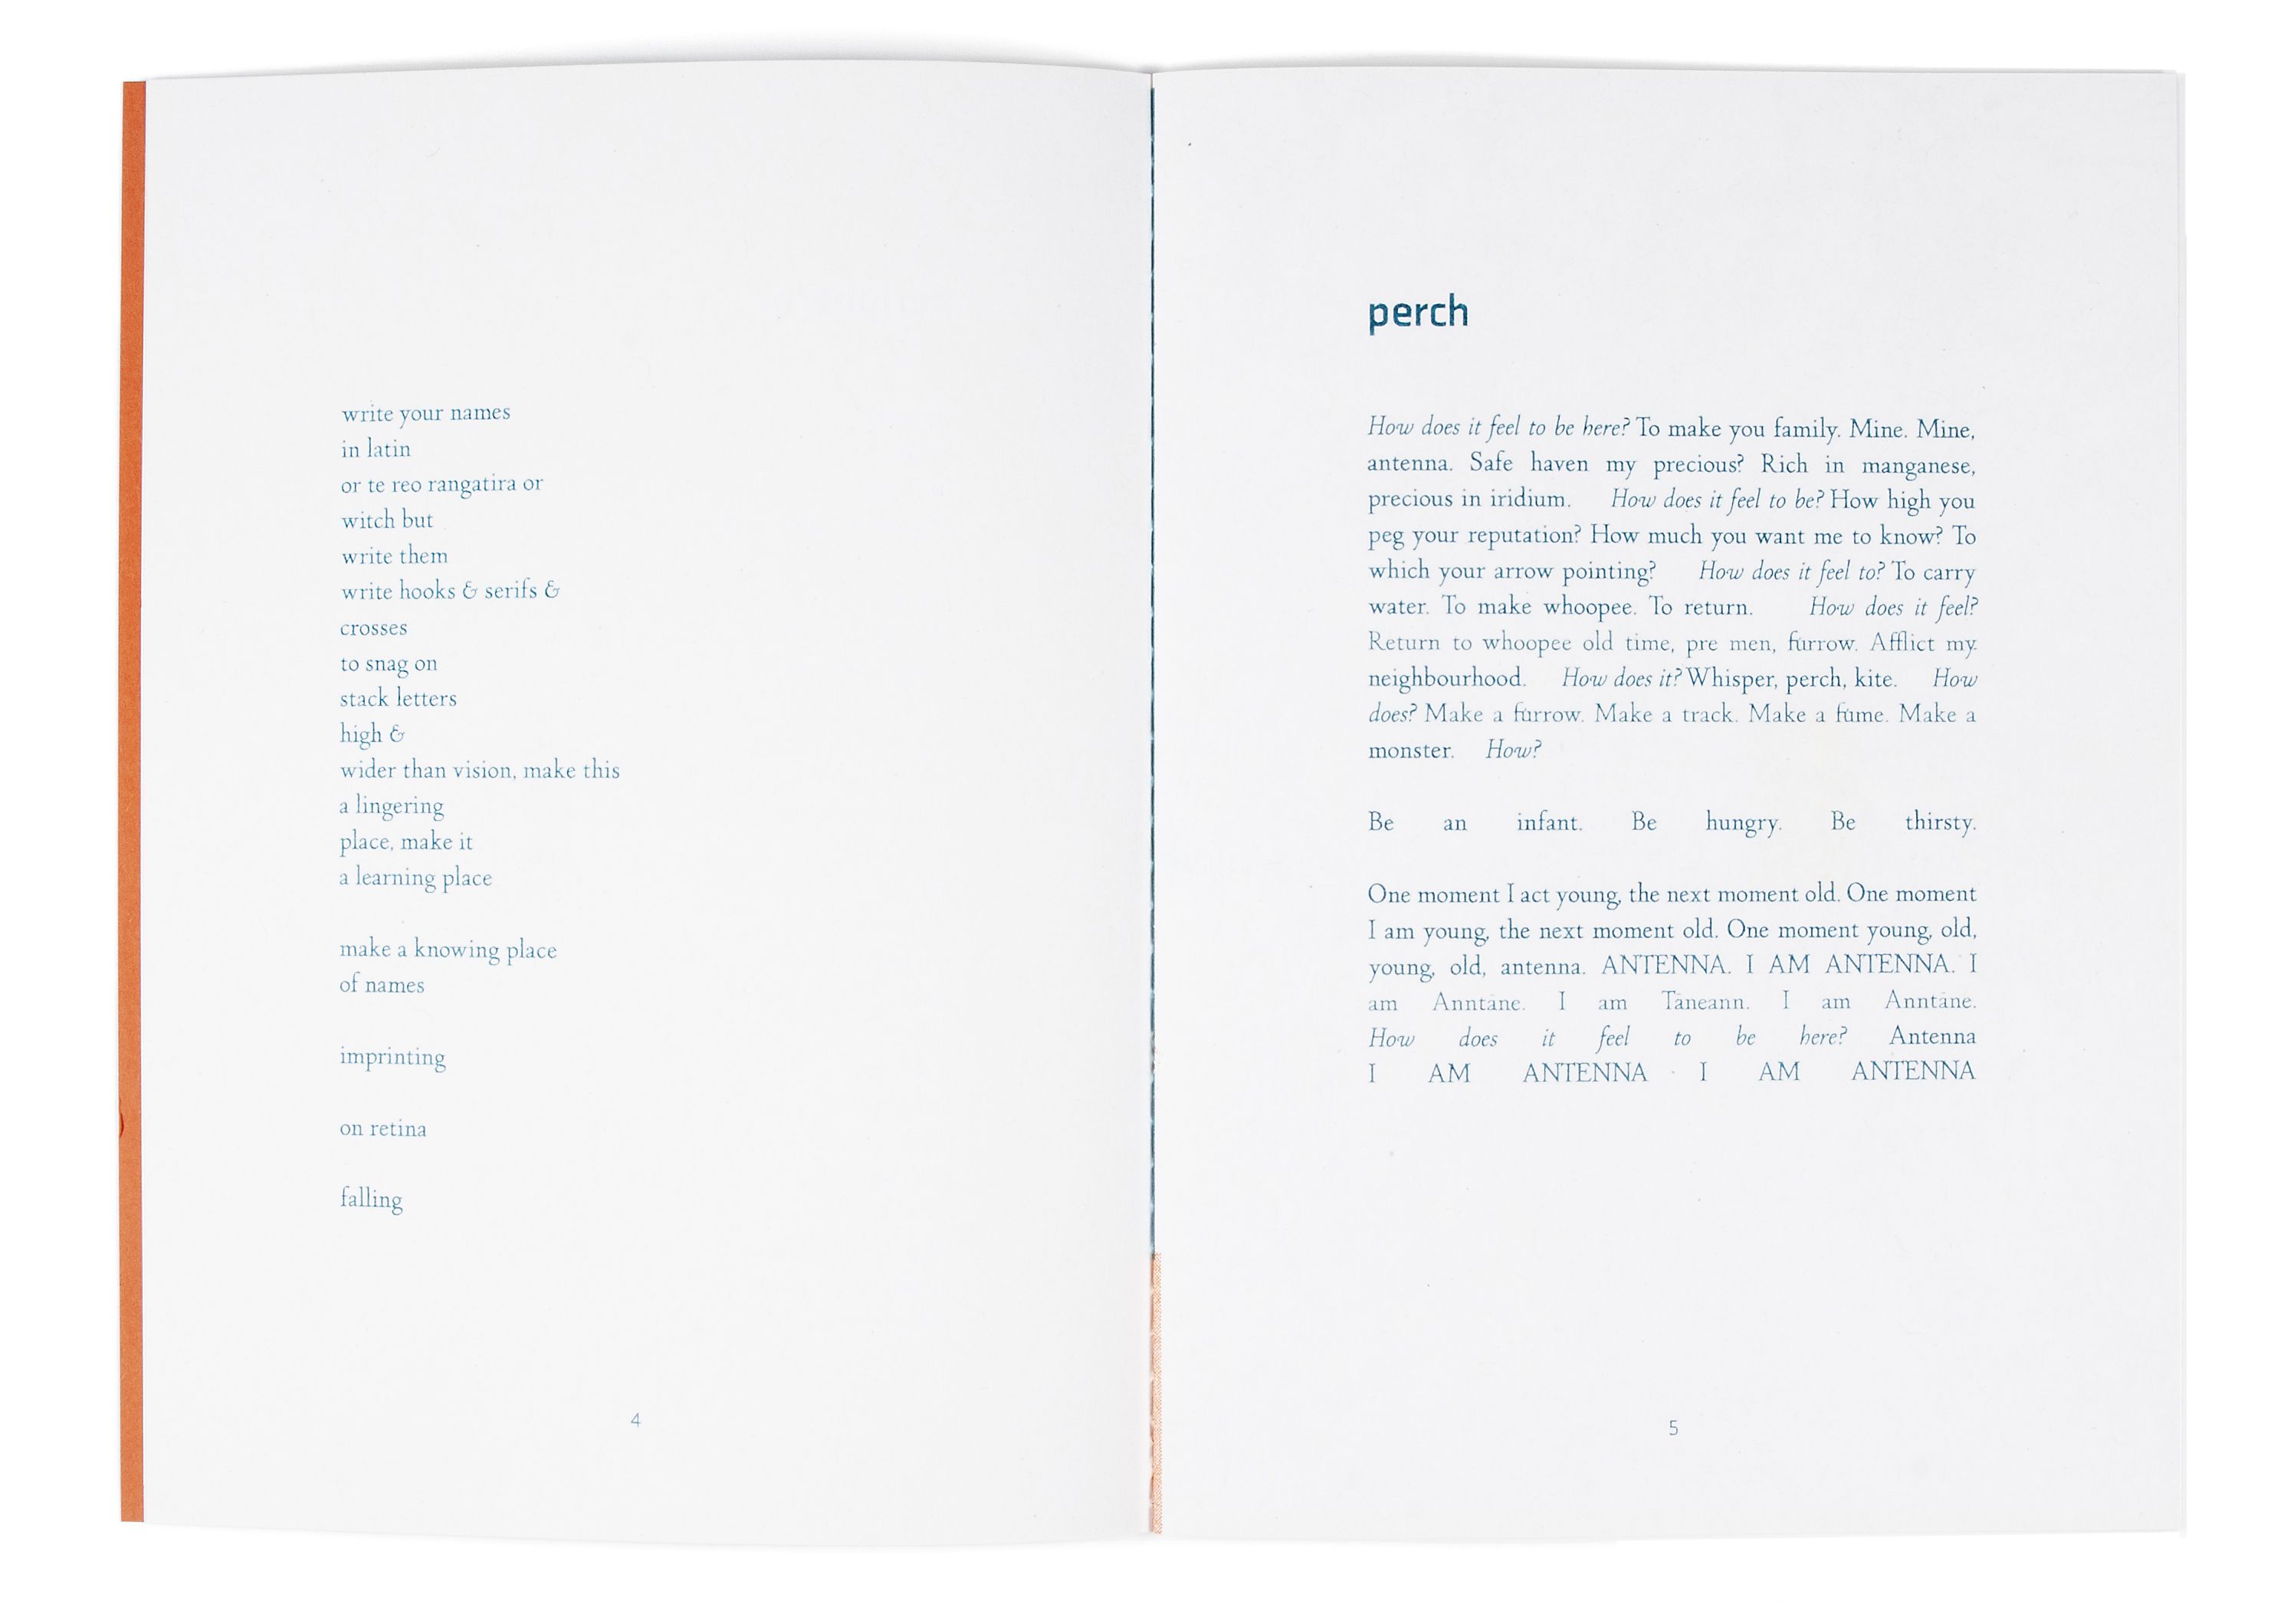 write your names
in latin
or te reo rangatira or
witch but
write them
write hooks & serifs &
crosses
to snag on
stack letters
high &
wider than vision, make this
a lingering
place, make it
a learning place
make a knowing place
of names
imprinting
on retina
falling
4
perch
How does it feel to be here? To make you family. Mine. Mine,
antenna. Safe haven my precious? Rich in manganese,
precious in iridium. How does it feel to be? How high you
peg your reputation? How much you want me to know? To
which your arrow pointing? How does it feel to? To carry
water. To make whoopee. To return. How does it feel?
Return to whoopee old time, pre men, furrow. Afflict my
neighbourhood. How does it? Whisper, perch, kite. How
does? Make a furrow. Make a track. Make a fume. Make a
monster. How?
Be an infant. Be hungry. Be thirsty.
One moment I act young, the next moment old. One moment
I am young, the next moment old. One moment young, old,
young, old, antenna. ANTENNA. I AM ANTENNA. I
am Anntāne. I am Tāneann. I am Anntāne.
How does it feel to be here? Antenna
I AM ANTENNA · I AM ANTENNA
5